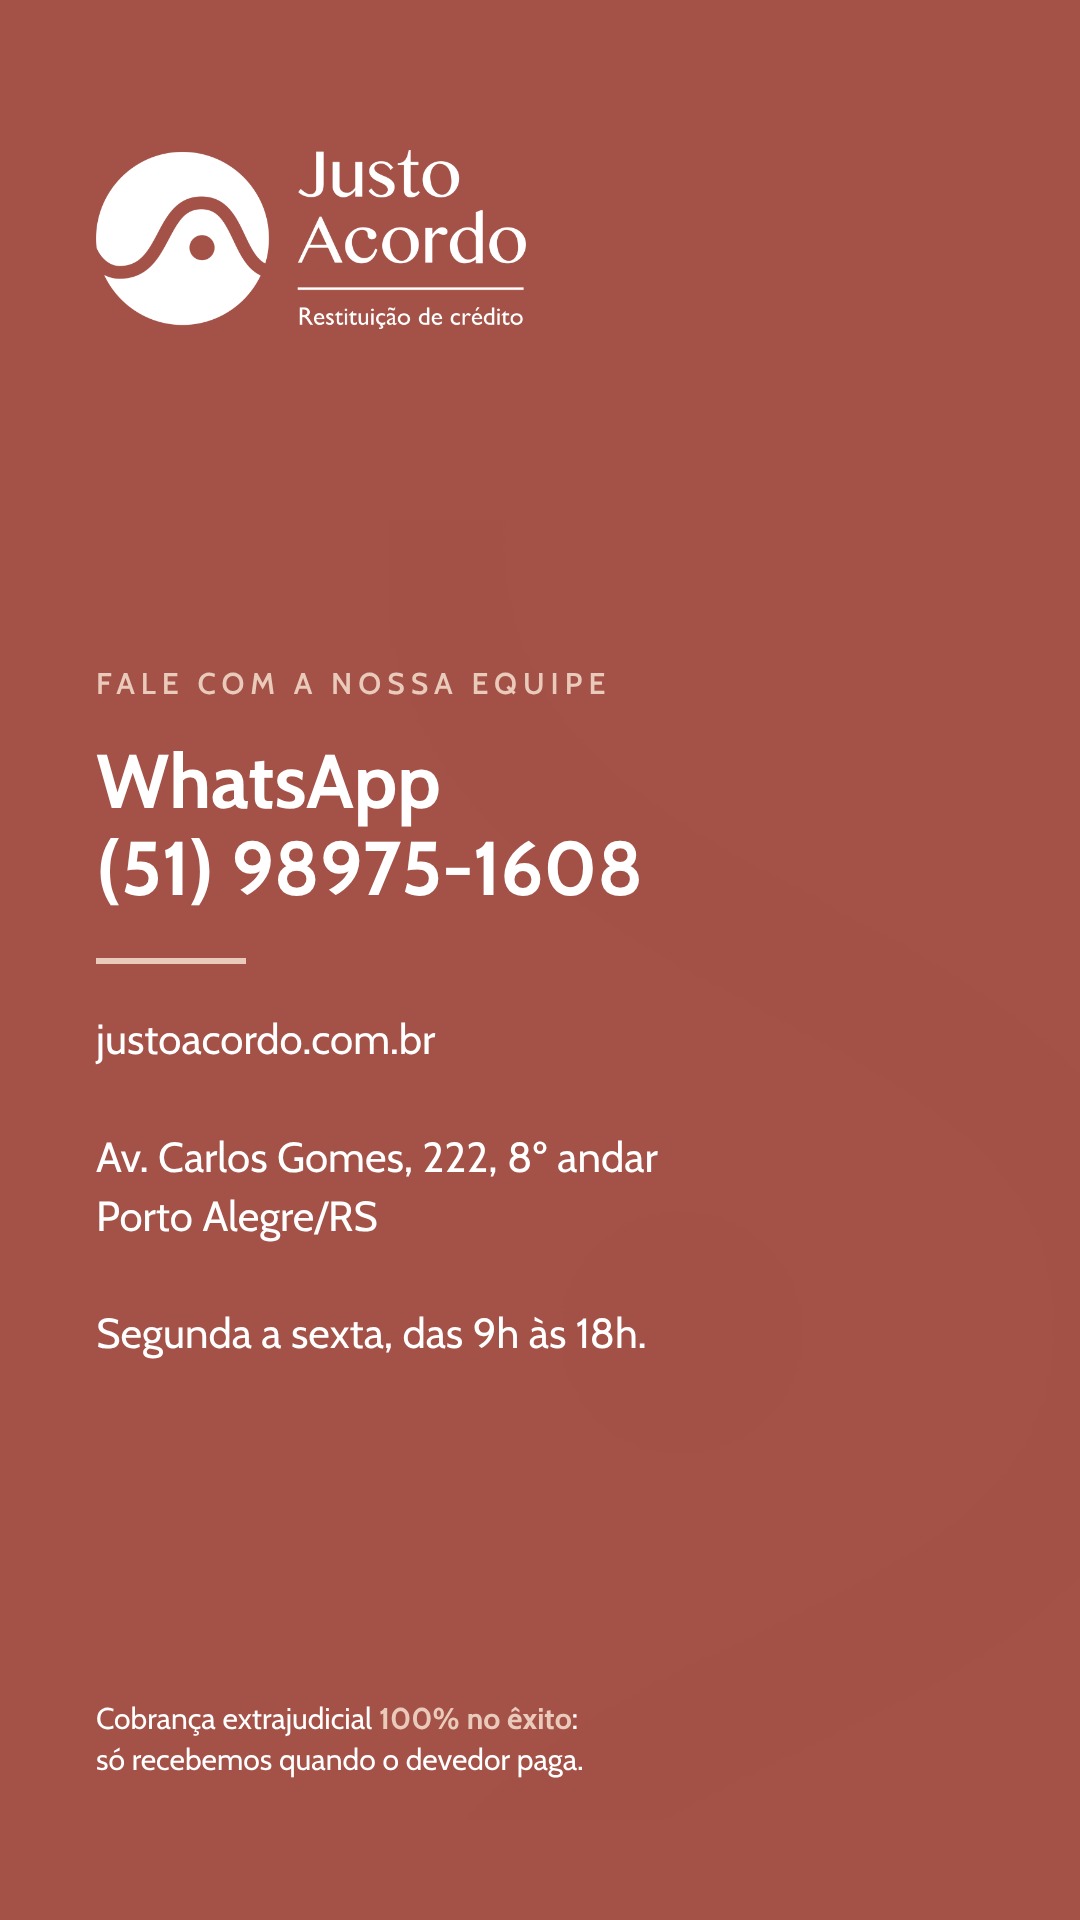 Justo
Acordo
Restituição de crédito
FALE COM A NOSSA EQUIPE
WhatsApp
(51) 98975-1608
justoacordo.com.br
Av. Carlos Gomes, 222, 8º andar
Porto Alegre/RS
Segunda a sexta, das 9h às 18h.
Cobrança extrajudicial 100% no êxito:
só recebemos quando o devedor paga.